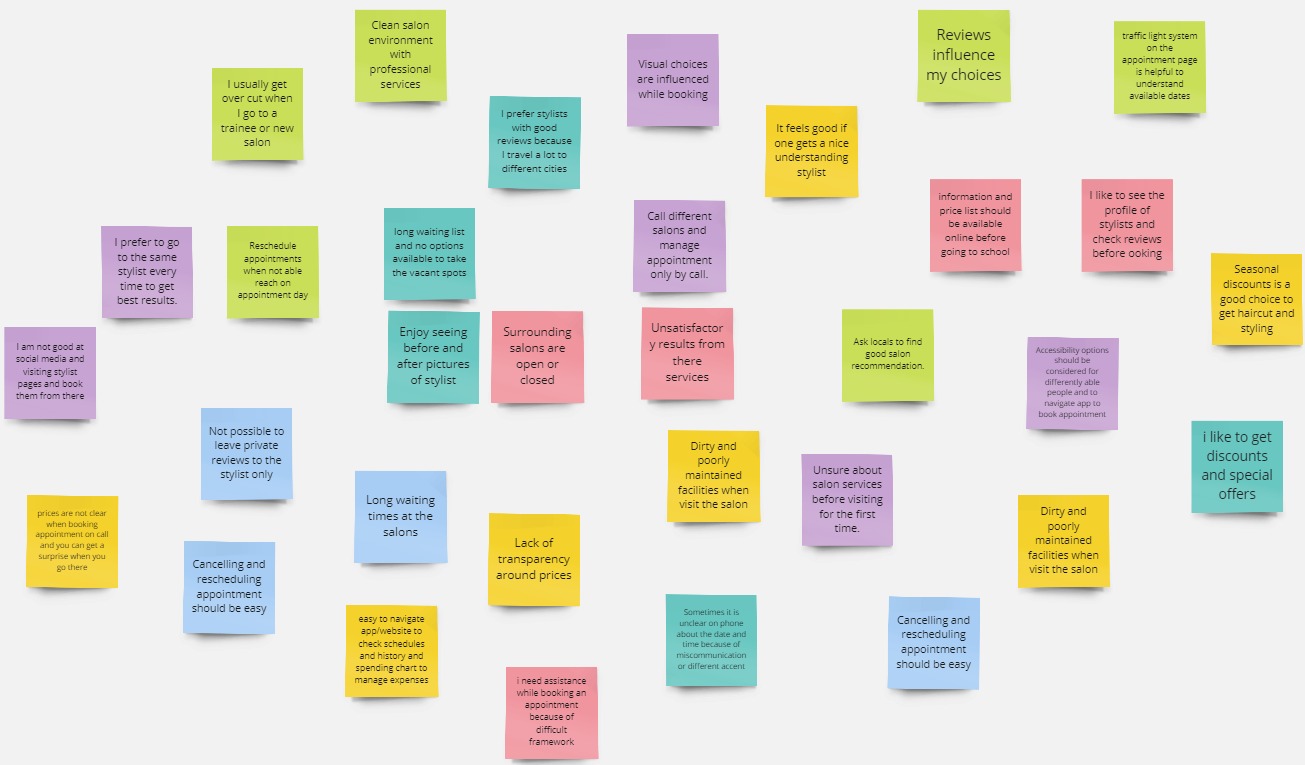 Clean salon
environment
with
professional
services
Reviews
influence
my choices
traffic light system
on the
appointment page
is helpful to
understand
available dates
Visual choices
are influenced
while booking
I usually get
over cut when
I go to a
trainee or new
salon
I prefer stylists
with good
reviews because
I travel a lot to
different cities
It feels good if
one gets a nice
understanding
stylist
information and
price list should
be available
online before
going to school
I like to see the
profile of
stylists and
check reviews
before ooking
Call different
salons and
manage
appointment
only by call.
long waiting list
and no options
available to take
the vacant spots
I prefer to go
to the same
stylist every
time to get
best results.
Reschedule
appointments
when not able
reach on
appointment day
Seasonal
discounts is a
good choice to
get haircut and
styling
Enjoy seeing
before and
after pictures
of stylist
Surrounding
salons are
open or
closed
Unsatisfactor
y results from
there
services
Ask locals to find
good salon
recommendation.
I am not good at
social media and
visiting stylist
pages and book
them from there
Accessibility options
should be
considered for
differently able
people and to
navigate app to
book appointment
Not possible to
leave private
reviews to the
stylist only
i like to get
discounts
and special
offers
Dirty and
poorly
maintained
facilities when
visit the salon
Unsure about
salon services
before visiting
for the first
time.
Long waiting
times at the
salons
prices are not clear
when booking
appointment on call
and you can get a
surprise when you
go there
Dirty and
poorly
maintained
facilities when
visit the salon
Lack of
transparency
around prices
Cancelling and
rescheduling
appointment
should be easy
easy to navigate
app/website to
check schedules
and history and
spending chart to
manage expenses
Sometimes it is
unclear on phone
about the date and
time because of
miscommunication
or different accent
Cancelling and
rescheduling
appointment
should be easy
i need assistance
while booking an
appointment
because of
difficult
framework